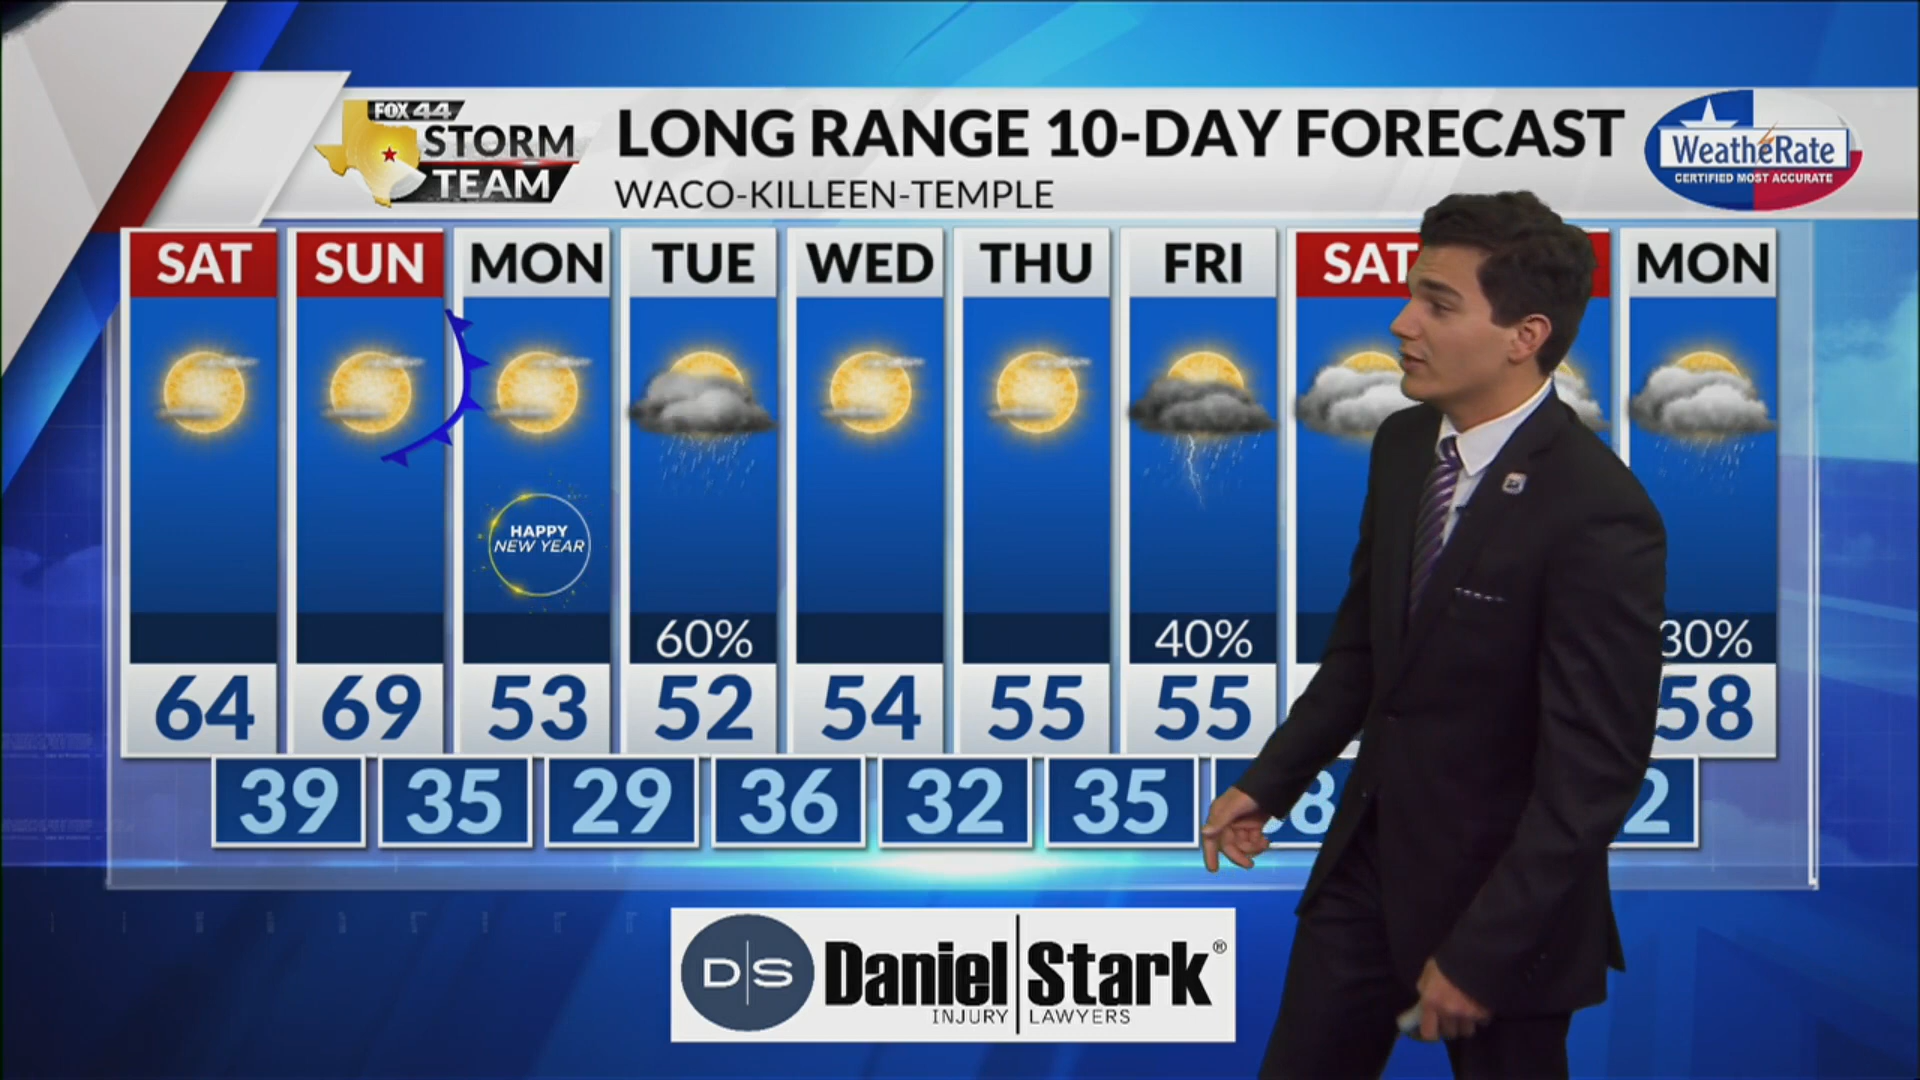 FOX 44
STORM
TEAM
LONG RANGE 10-DAY FORECAST
WACO-KILLEEN-TEMPLE
WeatheRate
CERTIFIED MOST ACCURATE
SAT SUN MON TUE WED THU FRI SAT MON
HAPPY
NEW YEAR
60% 40% 30%
64 69 53 52 54 55 55 58
39 35 29 36 32 35
D|S
Daniel Stark®
INJURY LAWYERS